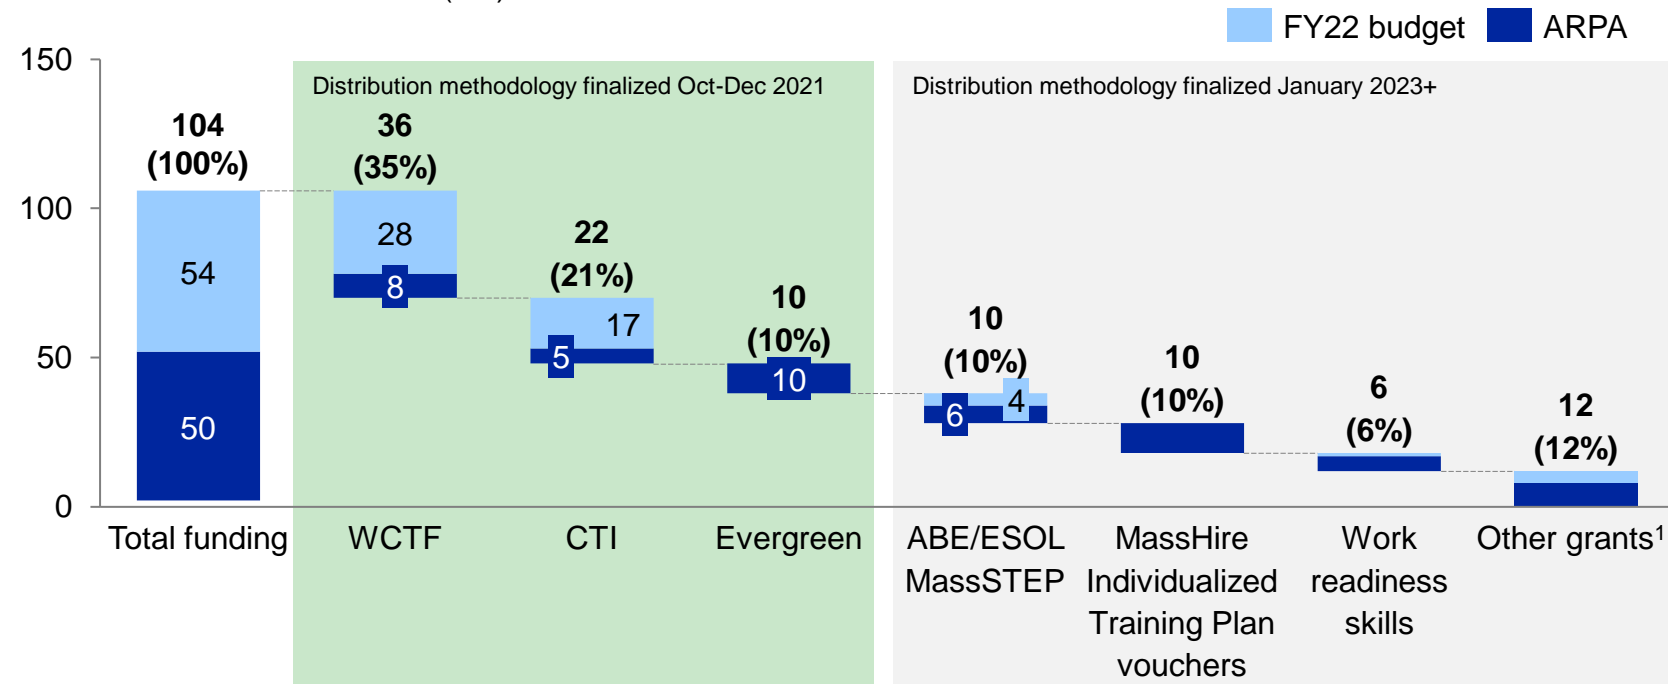 FY22 budget
ARPA
150
100
50
0
Distribution methodology finalized Oct-Dec 2021
Distribution methodology finalized January 2023+
104
(100%)
54
50
36
(35%)
28
8
22
(21%)
17
5
10
(10%)
10
10
(10%)
4
6
10
(10%)
6
(6%)
12
(12%)
Total funding
WCTF
CTI
Evergreen
ABE/ESOL
MassSTEP
MassHire
Individualized
Training Plan
vouchers
Work
readiness
skills
Other grants¹